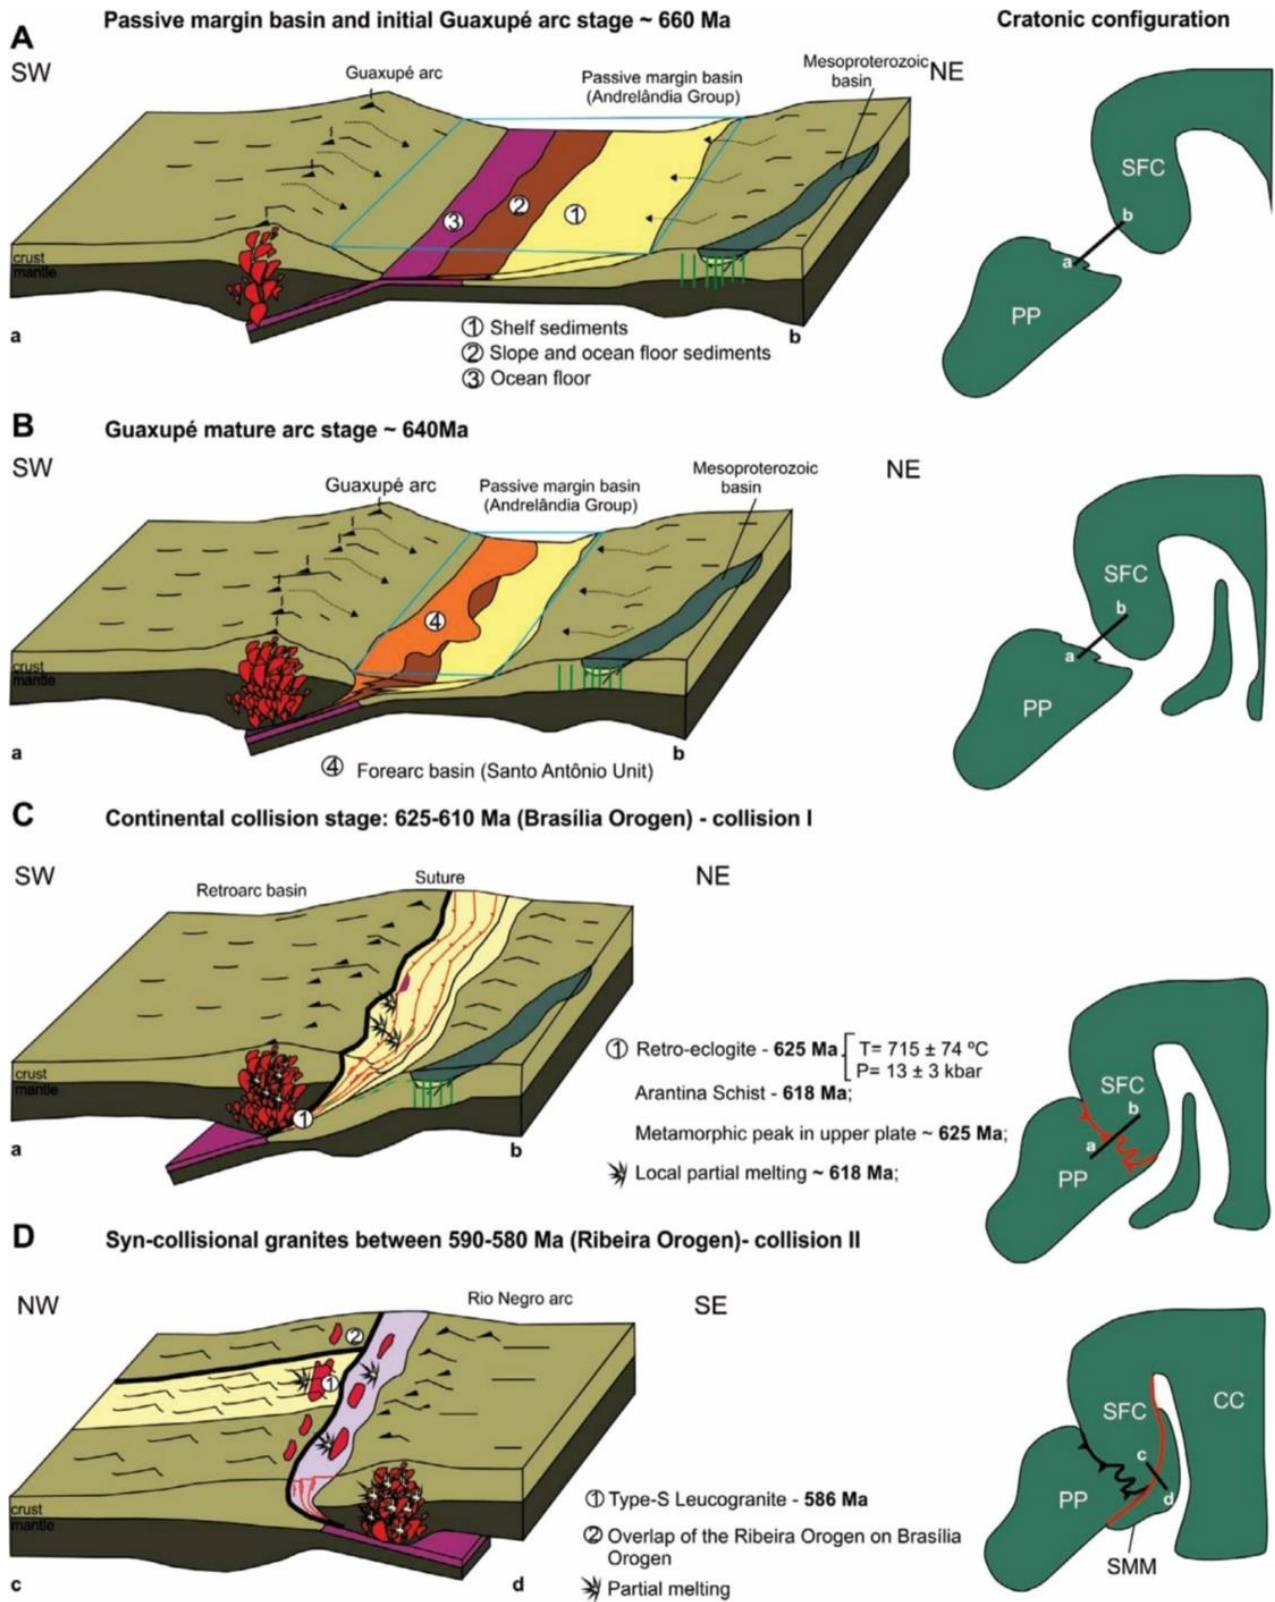 Passive margin basin and initial Guaxupé arc stage ~ 660 Ma
Cratonic configuration
A
SW
Guaxupé arc
Passive margin basin
(Andrelândia Group)
Mesoproterozoic
basin
NE
3
2
1
crust
mantle
a
b
① Shelf sediments
② Slope and ocean floor sediments
③ Ocean floor
SFC
b
a
PP
B
Guaxupé mature arc stage ~ 640Ma
SW
Guaxupé arc
Passive margin basin
(Andrelândia Group)
Mesoproterozoic
basin
NE
4
crust
mantle
a
b
④ Forearc basin (Santo Antônio Unit)
SFC
b
a
PP
C
Continental collision stage: 625-610 Ma (Brasília Orogen) - collision I
SW
Retroarc basin
Suture
NE
crust
mantle
1
a
b
① Retro-eclogite - 625 Ma
T= 715 ± 74 ºC
P= 13 ± 3 kbar
Arantina Schist - 618 Ma;
Metamorphic peak in upper plate ~ 625 Ma;
Local partial melting ~ 618 Ma;
SFC
b
a
PP
D
Syn-collisional granites between 590-580 Ma (Ribeira Orogen)- collision II
NW
Rio Negro arc
SE
2
1
crust
mantle
c
d
① Type-S Leucogranite - 586 Ma
② Overlap of the Ribeira Orogen on Brasília
Orogen
Partial melting
SFC
CC
c
d
PP
SMM